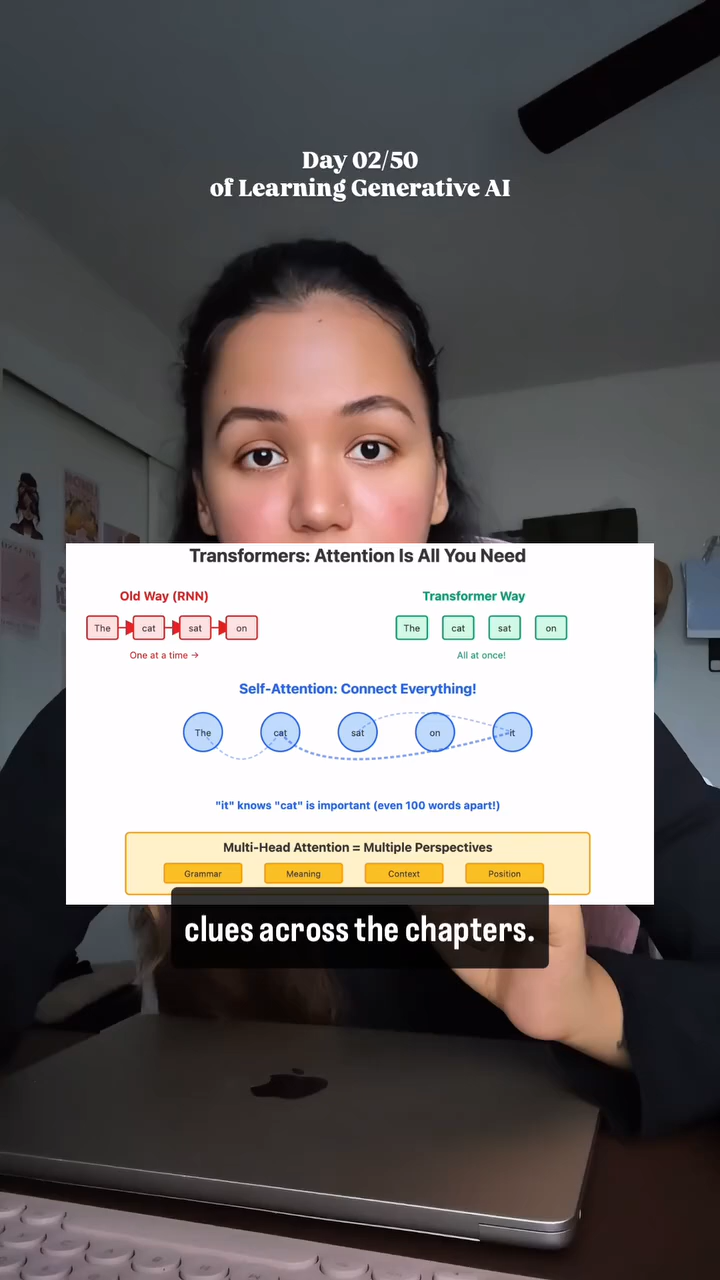 Day 02/50
of Learning Generative AI
Transformers: Attention Is All You Need
Old Way (RNN)
Transformer Way
The cat sat on
The cat sat on
One at a time →
All at once!
Self-Attention: Connect Everything!
The cat sat on it
"it" knows "cat" is important (even 100 words apart!)
Multi-Head Attention = Multiple Perspectives
Grammar Meaning Context Position
clues across the chapters.